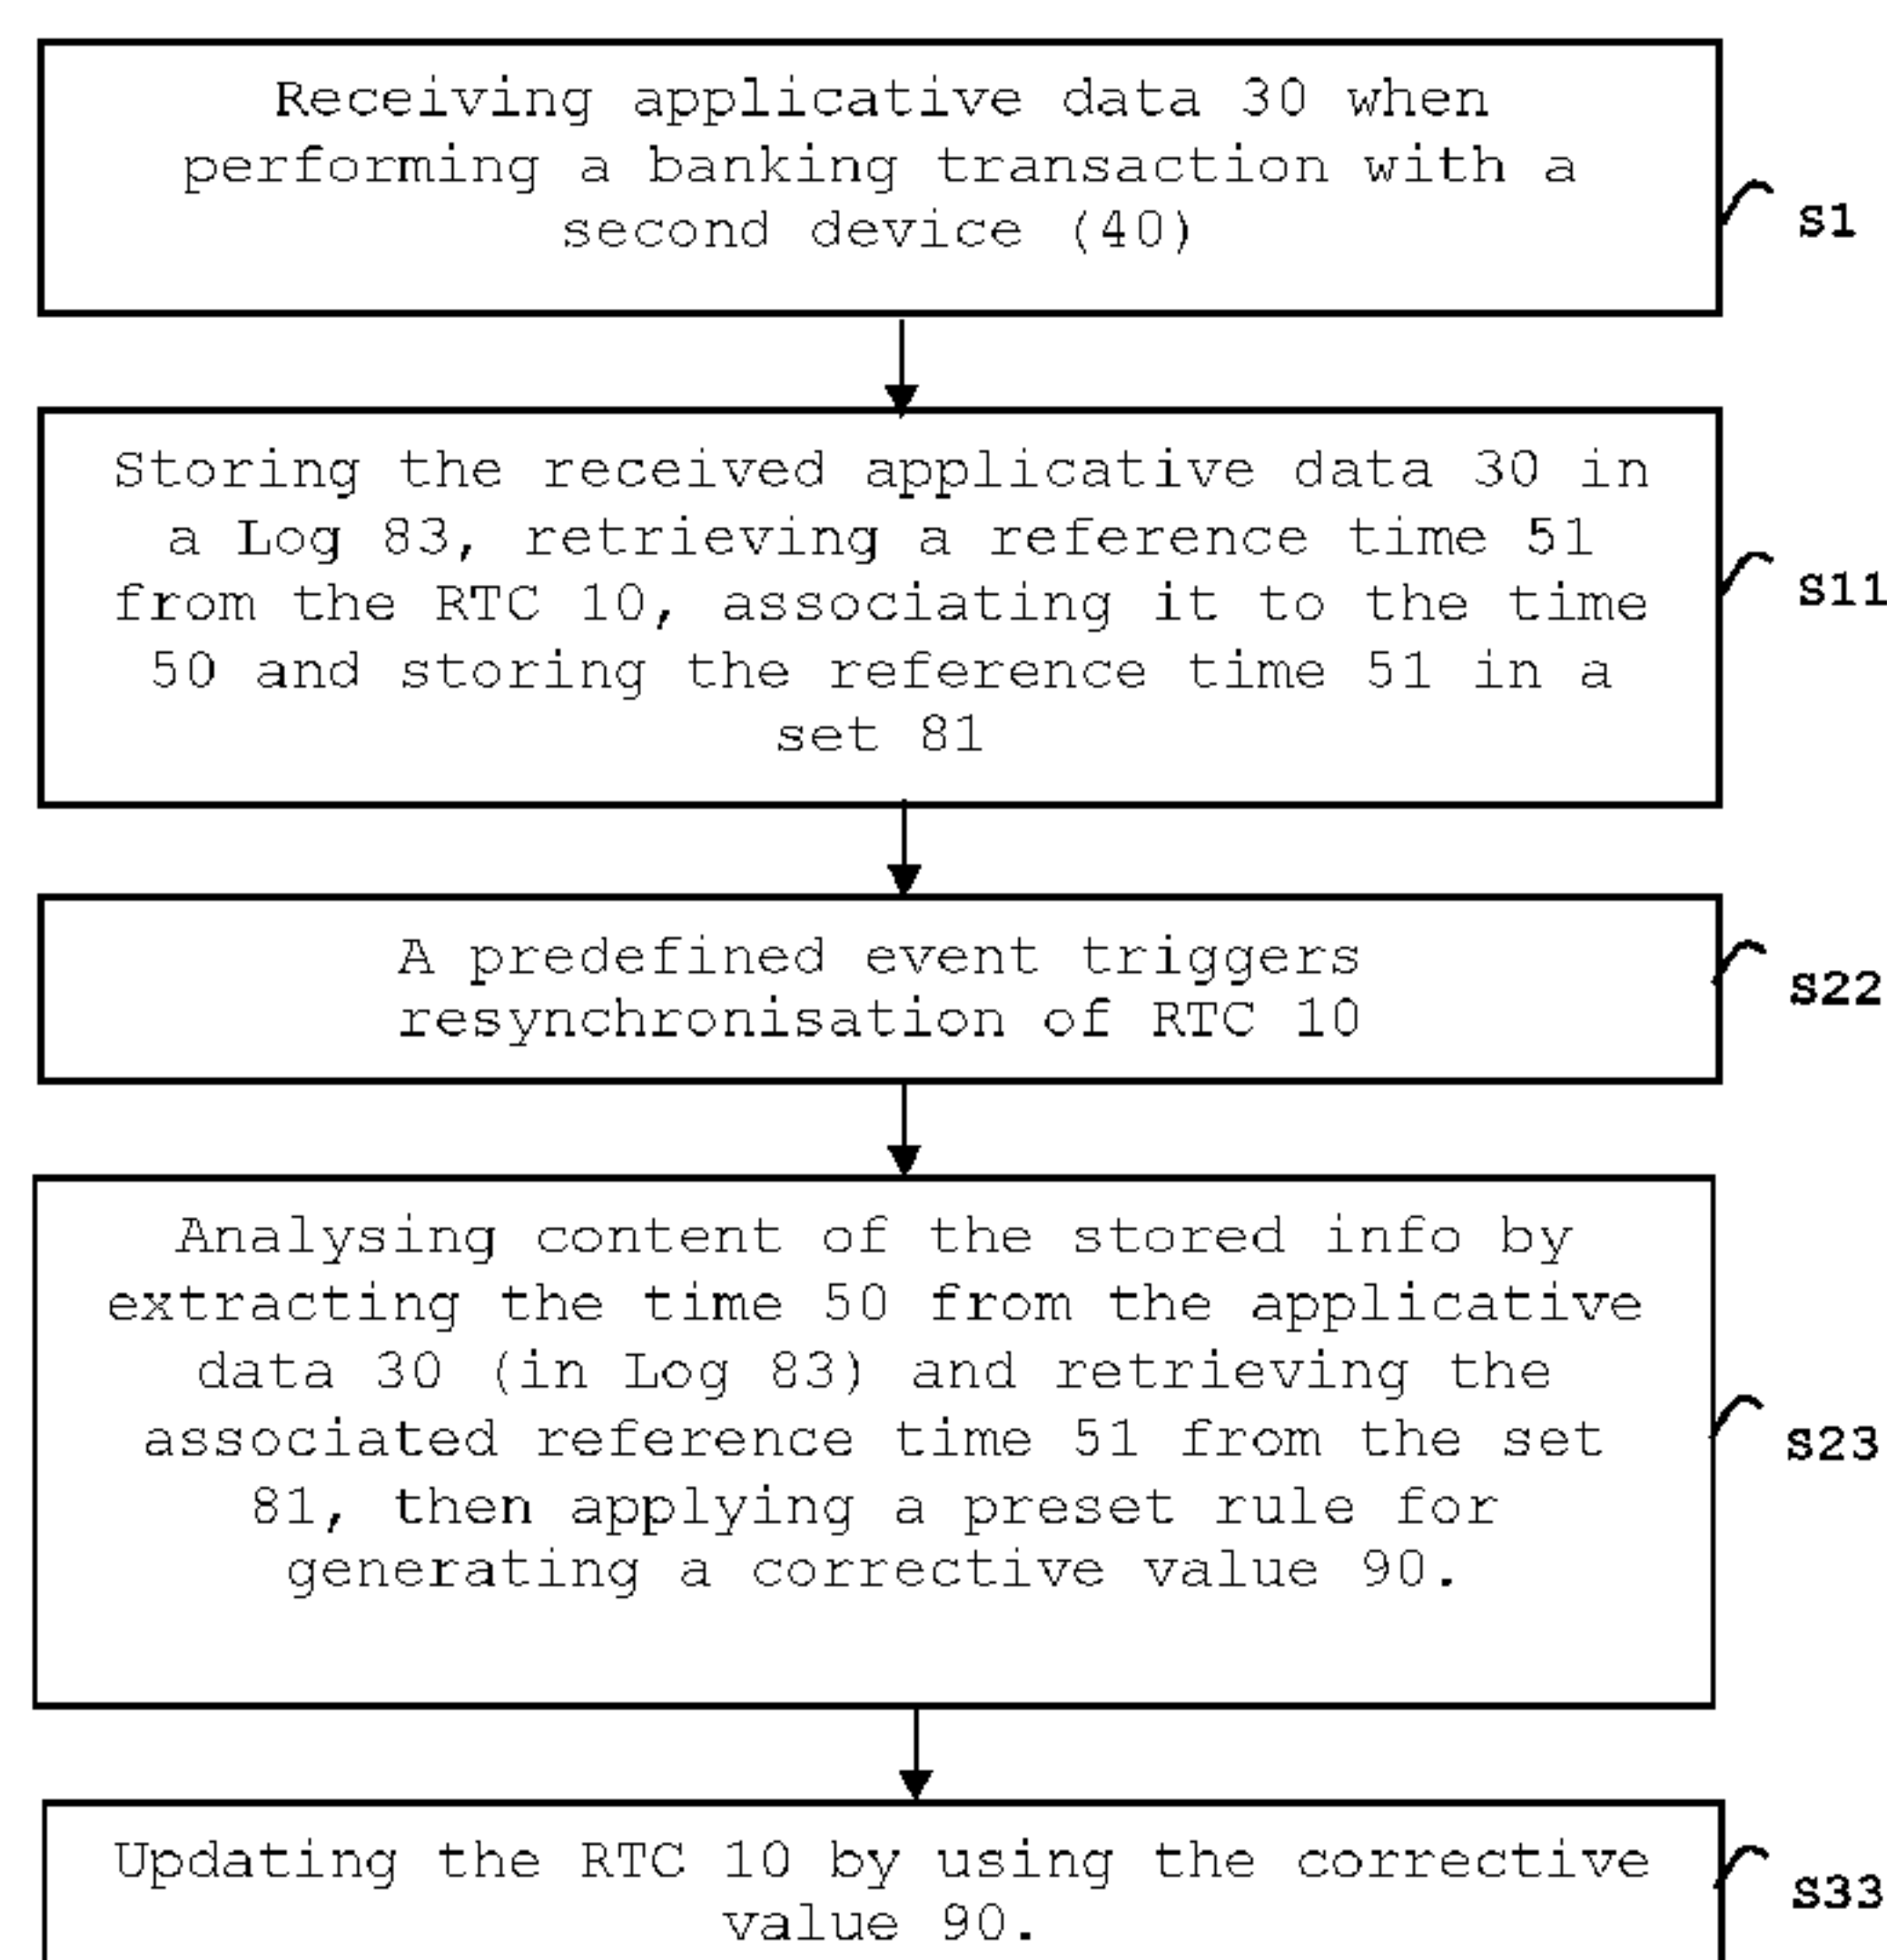 Receiving applicative data 30 when
performing a banking transaction with a
second device (40)
S1
Storing the received applicative data 30 in
a Log 83, retrieving a reference time 51
from the RTC 10, associating it to the time
50 and storing the reference time 51 in a
set 81
S11
A predefined event triggers
resynchronisation of RTC 10
S22
Analysing content of the stored info by
extracting the time 50 from the applicative
data 30 (in Log 83) and retrieving the
associated reference time 51 from the set
81, then applying a preset rule for
generating a corrective value 90.
S23
Updating the RTC 10 by using the corrective
value 90.
S33